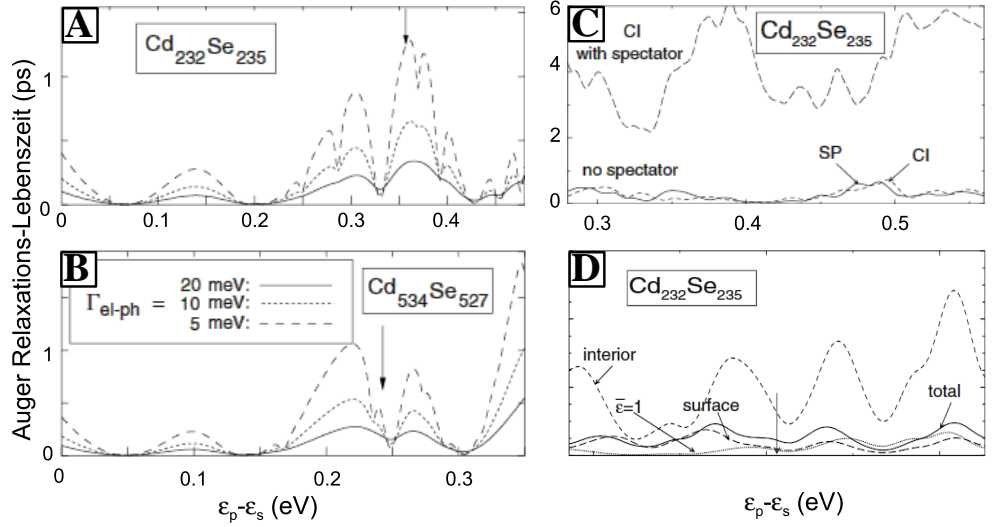 Auger Relaxations-Lebenszeit (ps)
A
Cd232Se235
1
0
0 0.1 0.2 0.3 0.4
B
Γel-ph =
20 meV:
10 meV:
5 meV:
Cd534Se527
1
0
0 0.1 0.2 0.3
εp-εs (eV)
C
CI
with spectator
Cd232Se235
6
4
2
0
no spectator
SP
CI
0.3 0.4 0.5
D
Cd232Se235
interior
ε̅=1
surface
total
εp-εs (eV)